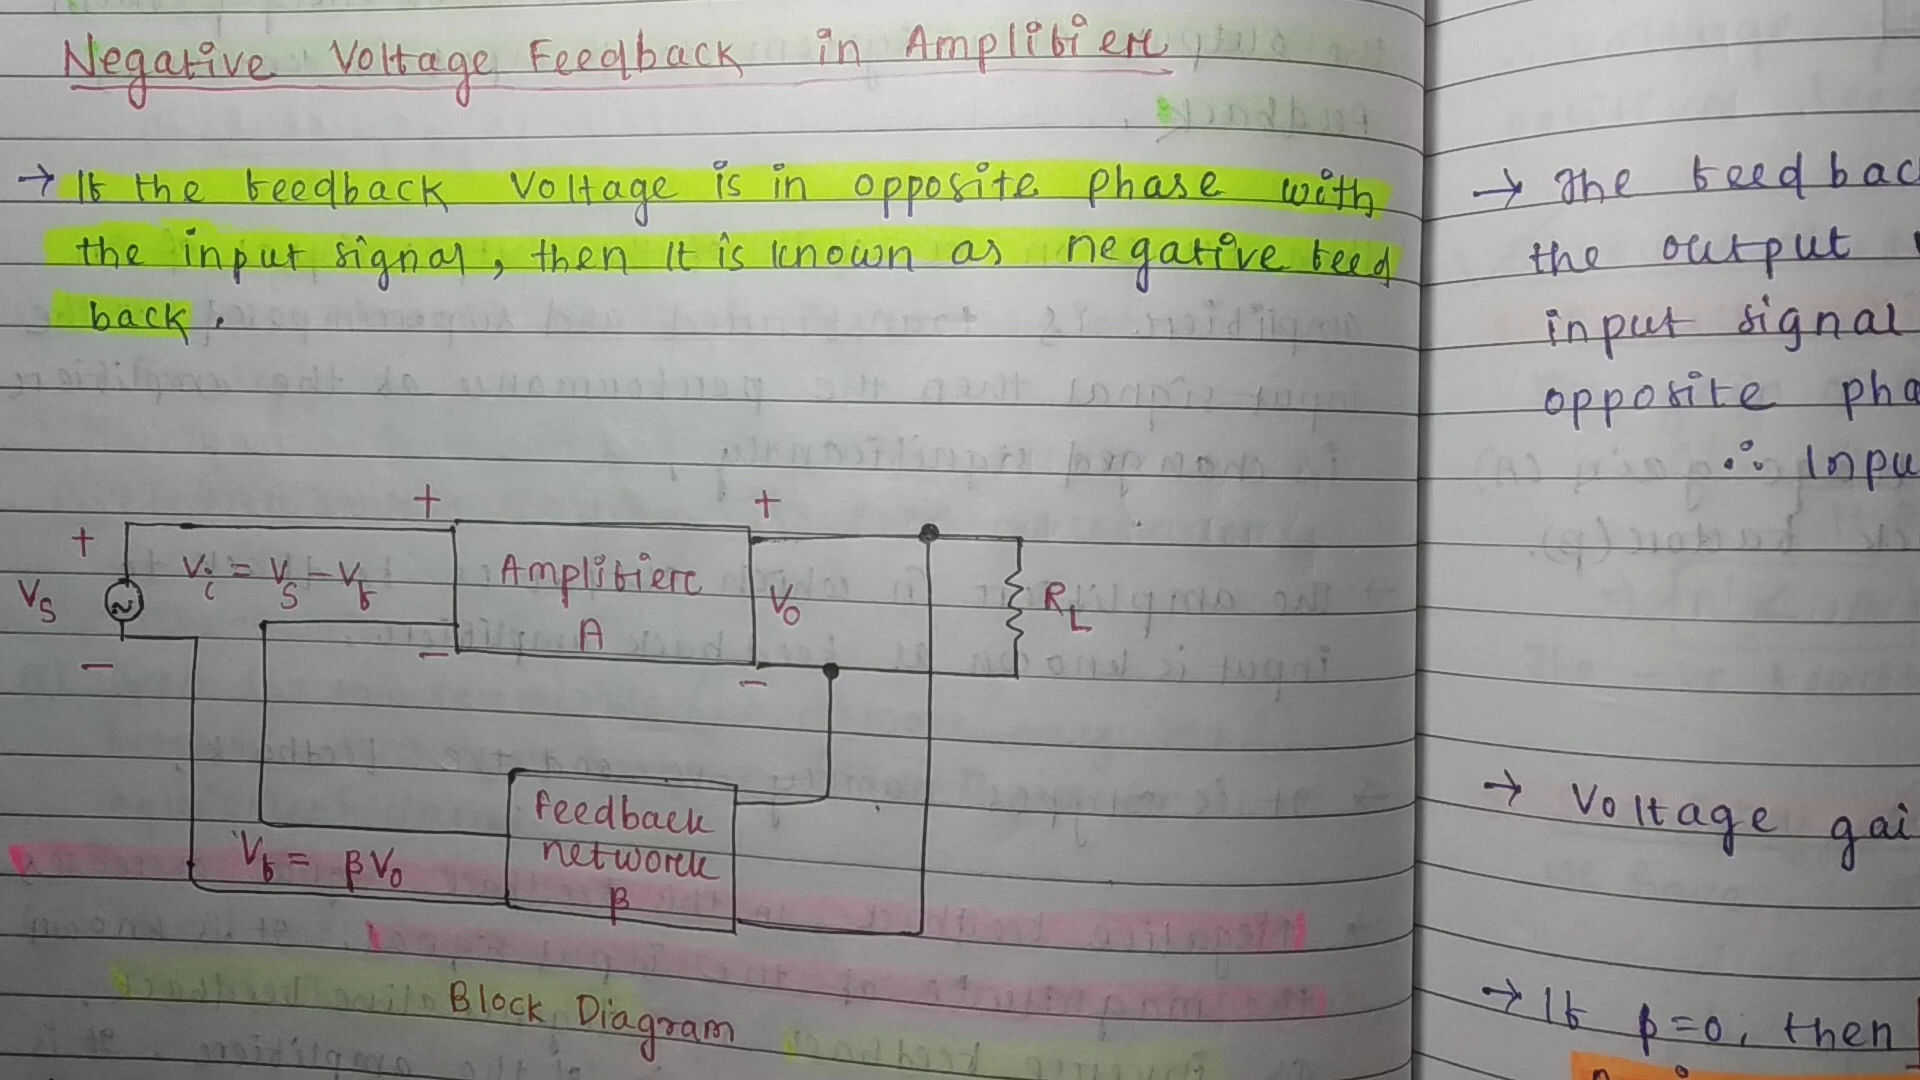 Negative Voltage Feedback in Amplifier
→ If the feedback Voltage is in opposite phase with
the input signal, then it is known as negative feed
back.
+
+
+
Vs
Vi = Vs - Vf
Amplifier
A
Vo
RL
-
-
-
Vf = βVo
Feedback
network
β
Block Diagram
→ The feedbac
the output
input signal
opposite pha
∴ Inpu
→ Voltage gai
→ If β=0, then